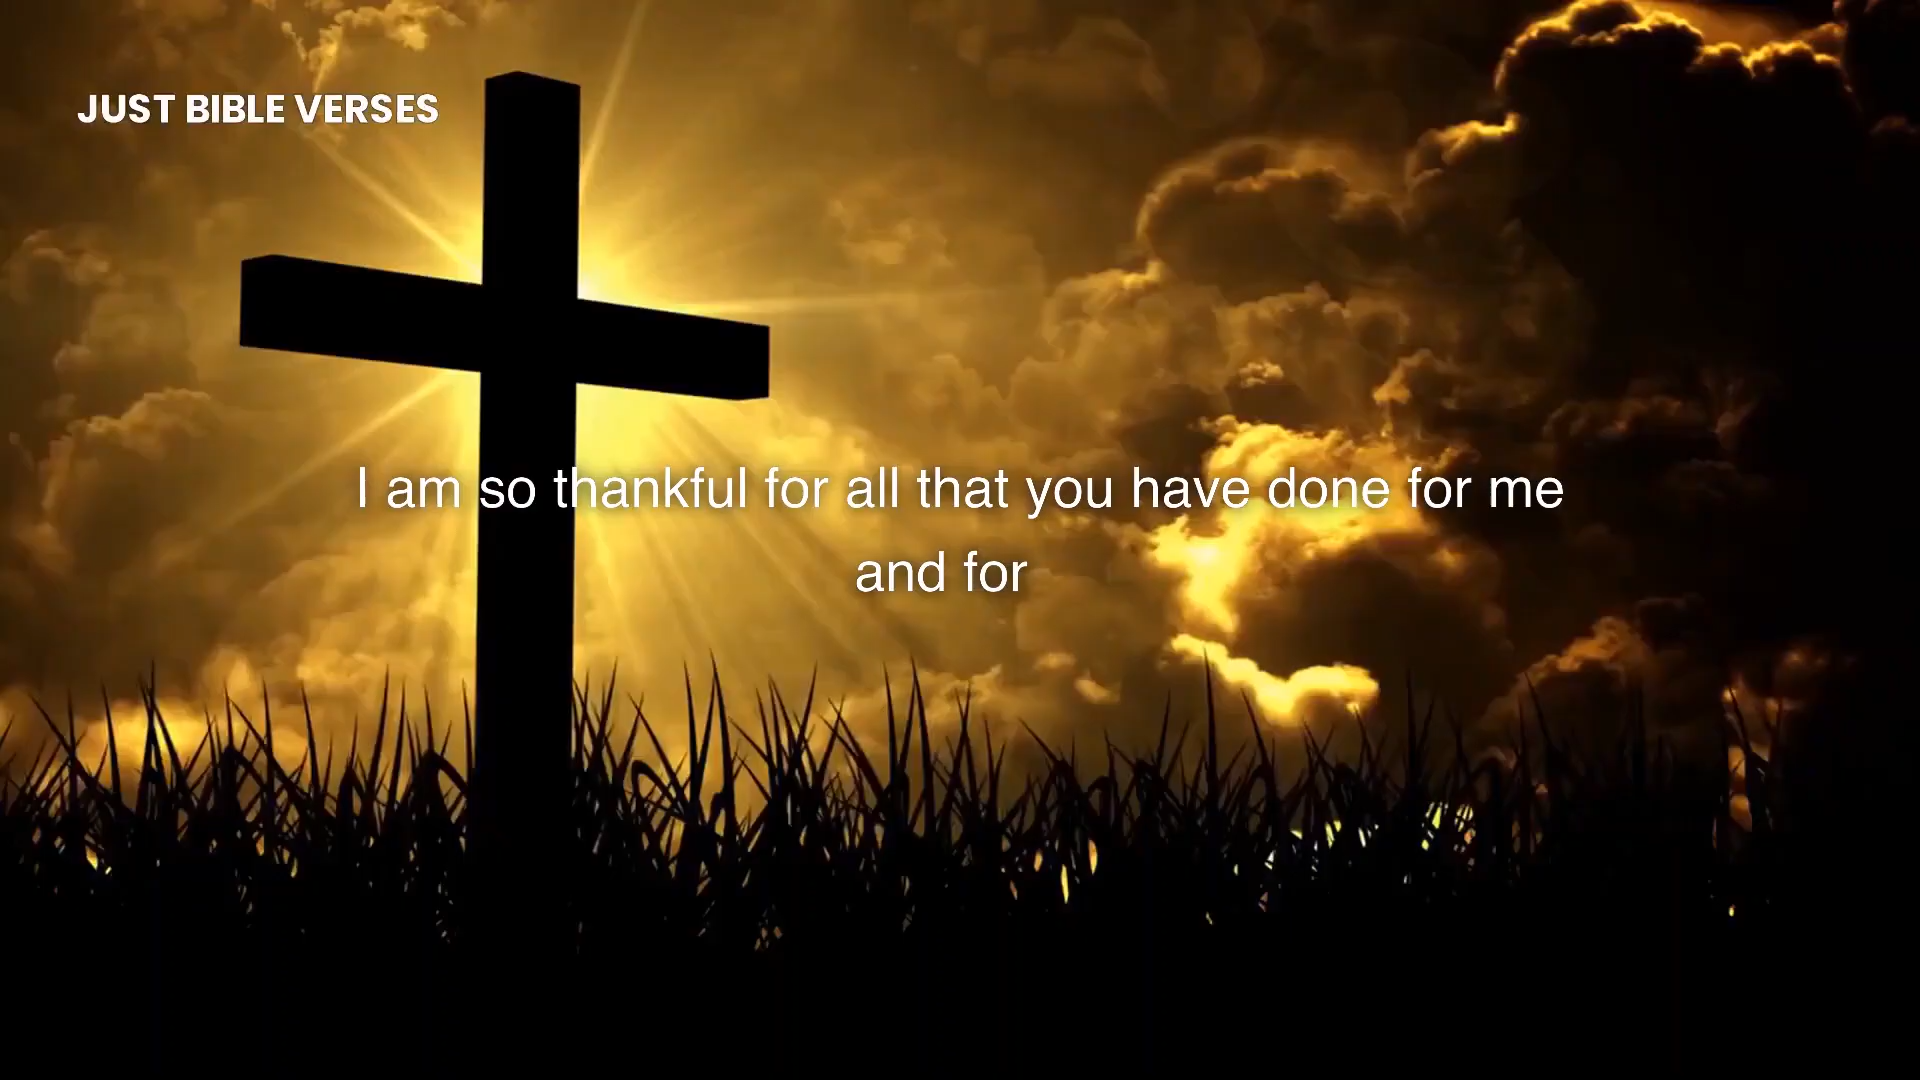 JUST BIBLE VERSES
I am so thankful for all that you have done for me
and for